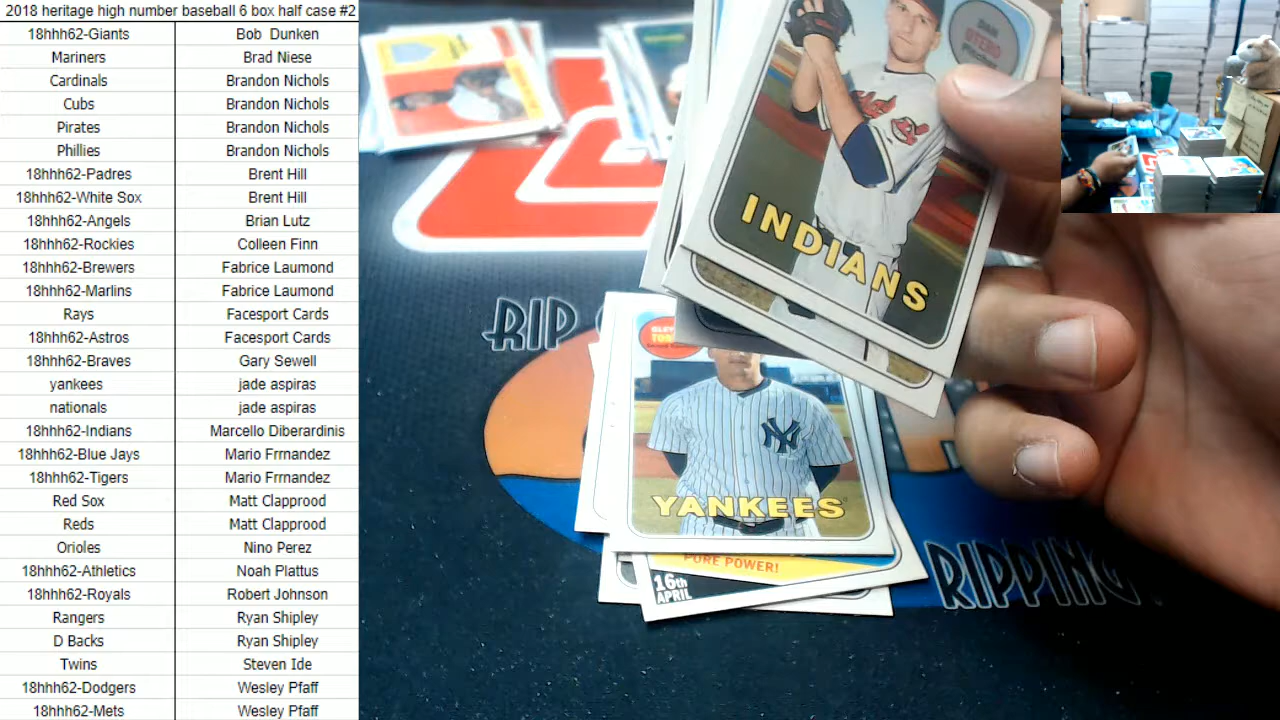 2018 heritage high number baseball 6 box half case #2
18hhh62-Giants Bob Dunken
Mariners Brad Niese
Cardinals Brandon Nichols
Cubs Brandon Nichols
Pirates Brandon Nichols
Phillies Brandon Nichols
18hhh62-Padres Brent Hill
18hhh62-White Sox Brent Hill
18hhh62-Angels Brian Lutz
18hhh62-Rockies Colleen Finn
18hhh62-Brewers Fabrice Laumond
18hhh62-Marlins Fabrice Laumond
Rays Facesport Cards
18hhh62-Astros Facesport Cards
18hhh62-Braves Gary Sewell
yankees jade aspiras
nationals jade aspiras
18hhh62-Indians Marcello Diberardinis
18hhh62-Blue Jays Mario Frrnandez
18hhh62-Tigers Mario Frrnandez
Red Sox Matt Clapprood
Reds Matt Clapprood
Orioles Nino Perez
18hhh62-Athletics Noah Plattus
18hhh62-Royals Robert Johnson
Rangers Ryan Shipley
D Backs Ryan Shipley
Twins Steven Ide
18hhh62-Dodgers Wesley Pfaff
18hhh62-Mets Wesley Pfaff
OTERO
INDIANS
RIP
NY
YANKEES
PURE POWER!
16th
APRIL
RIPPING